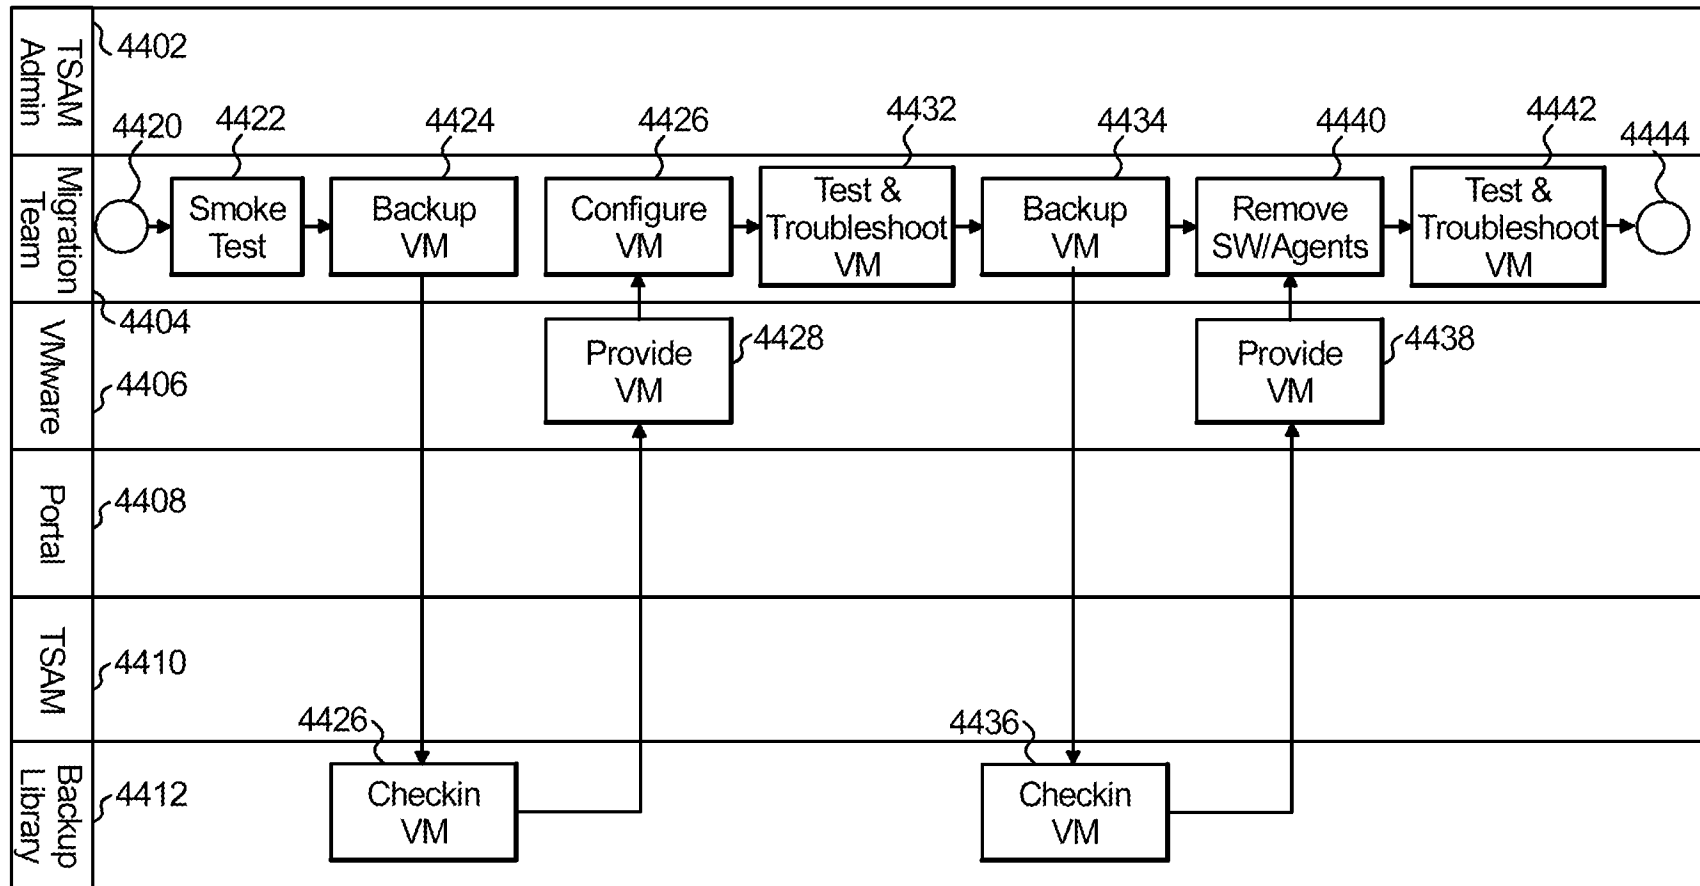 TSAM
Admin
4402
4420
4422
4424
4426
4432
4434
4440
4442
4444
Migration
Team
4404
Smoke
Test
Backup
VM
Configure
VM
Test &
Troubleshoot
VM
Backup
VM
Remove
SW/Agents
Test &
Troubleshoot
VM
VMware
4406
Provide
VM
4428
Provide
VM
4438
Portal
4408
TSAM
4410
4426
4436
Backup
Library
4412
Checkin
VM
Checkin
VM